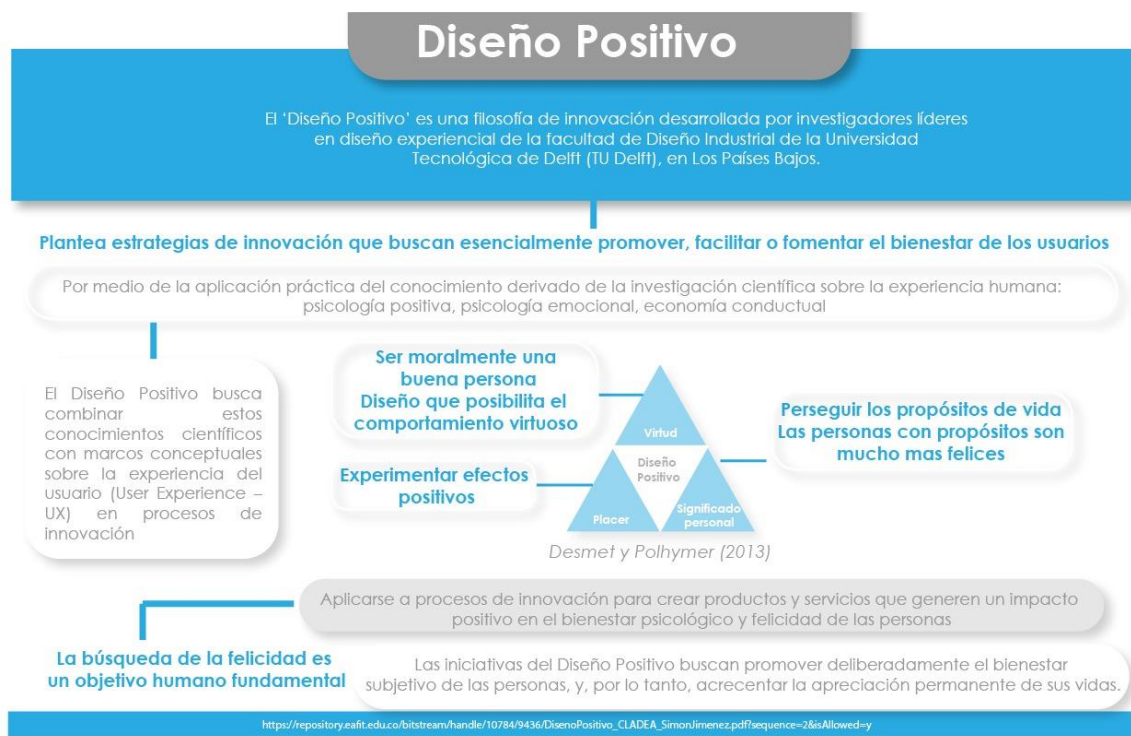 Diseño Positivo
El ‘Diseño Positivo’ es una filosofía de innovación desarrollada por investigadores líderes
en diseño experiencial de la facultad de Diseño Industrial de la Universidad
Tecnológica de Delft (TU Delft), en Los Países Bajos.
Plantea estrategias de innovación que buscan esencialmente promover, facilitar o fomentar el bienestar de los usuarios
Por medio de la aplicación práctica del conocimiento derivado de la investigación científica sobre la experiencia humana:
psicología positiva, psicología emocional, economía conductual
El Diseño Positivo busca
combinar estos
conocimientos científicos
con marcos conceptuales
sobre la experiencia del
usuario (User Experience –
UX) en procesos de
innovación
Ser moralmente una
buena persona
Diseño que posibilita el
comportamiento virtuoso
Experimentar efectos
positivos
Virtud
Diseño
Positivo
Placer
Significado
personal
Perseguir los propósitos de vida
Las personas con propósitos son
mucho mas felices
Desmet y Polhymer (2013)
Aplicarse a procesos de innovación para crear productos y servicios que generen un impacto
positivo en el bienestar psicológico y felicidad de las personas
La búsqueda de la felicidad es
un objetivo humano fundamental
Las iniciativas del Diseño Positivo buscan promover deliberadamente el bienestar
subjetivo de las personas, y, por lo tanto, acrecentar la apreciación permanente de sus vidas.
https://repository.eafit.edu.co/bitstream/handle/10784/9436/DisenoPositivo_CLADEA_SimonJimenez.pdf?sequence=2&isAllowed=y